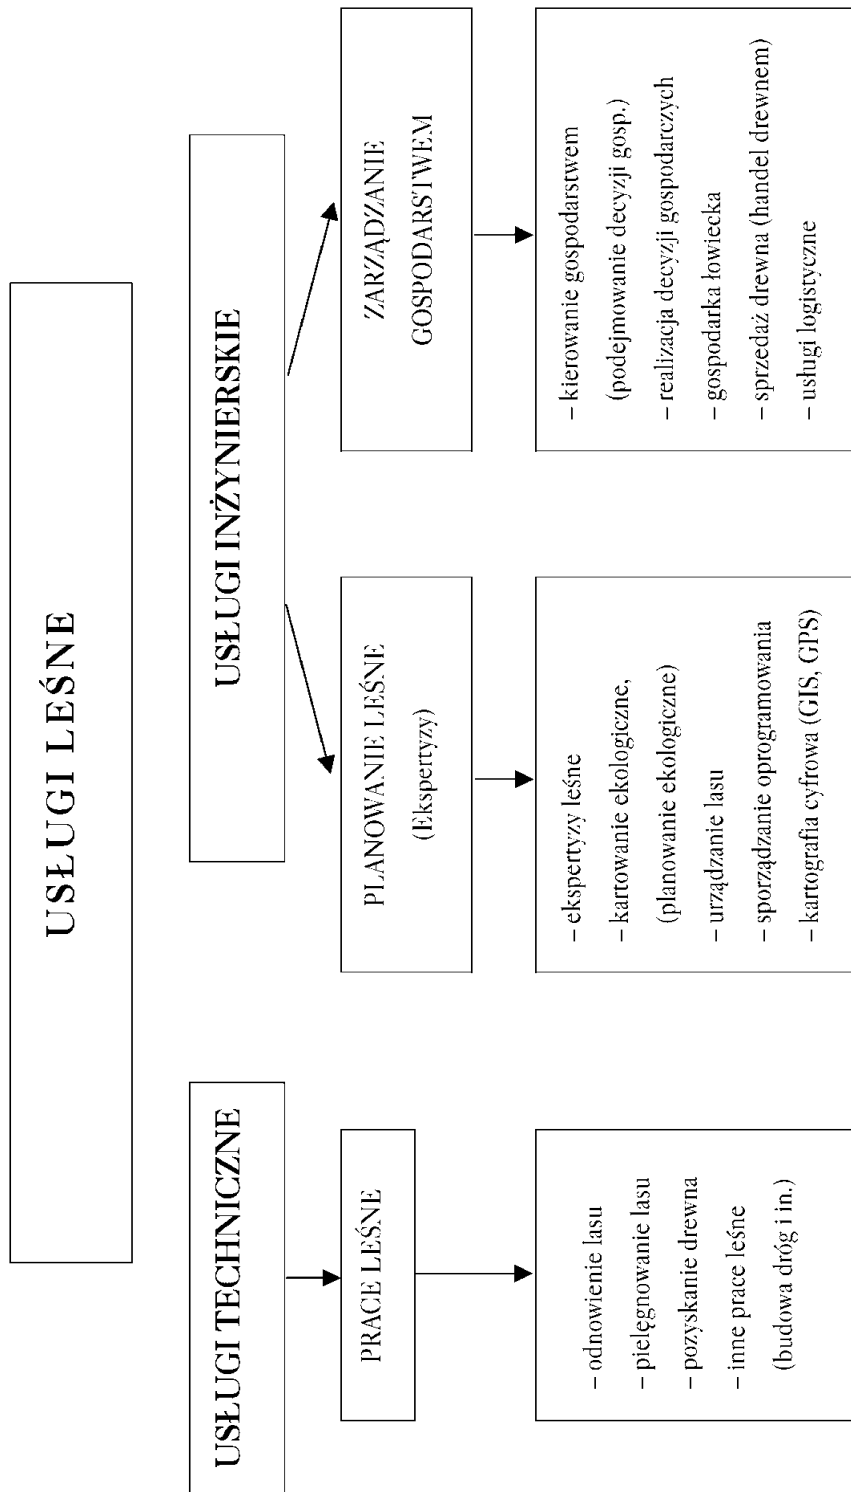 USŁUGI LEŚNE
USŁUGI TECHNICZNE
USŁUGI INŻYNIERSKIE
PRACE LEŚNE
PLANOWANIE LEŚNE
(Ekspertyzy)
ZARZĄDZANIE
GOSPODARSTWEM
– odnowienie lasu
– pielęgnowanie lasu
– pozyskanie drewna
– inne prace leśne
(budowa dróg i in.)
– ekspertyzy leśne
– kartowanie ekologiczne,
(planowanie ekologiczne)
– urządzanie lasu
– sporządzanie oprogramowania
– kartografia cyfrowa (GIS, GPS)
– kierowanie gospodarstwem
(podejmowanie decyzji gosp.)
– realizacja decyzji gospodarczych
– gospodarka łowiecka
– sprzedaż drewna (handel drewnem)
– usługi logistyczne